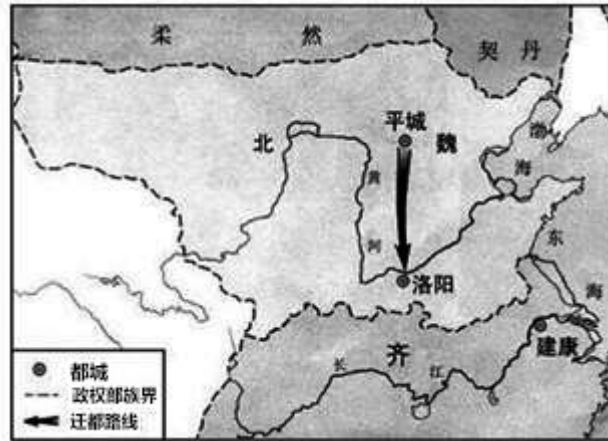 柔然
契丹
平城
北魏
渤海
黄河
洛阳
东海
齐
建康
长江
都城
政权部族界
迁都路线